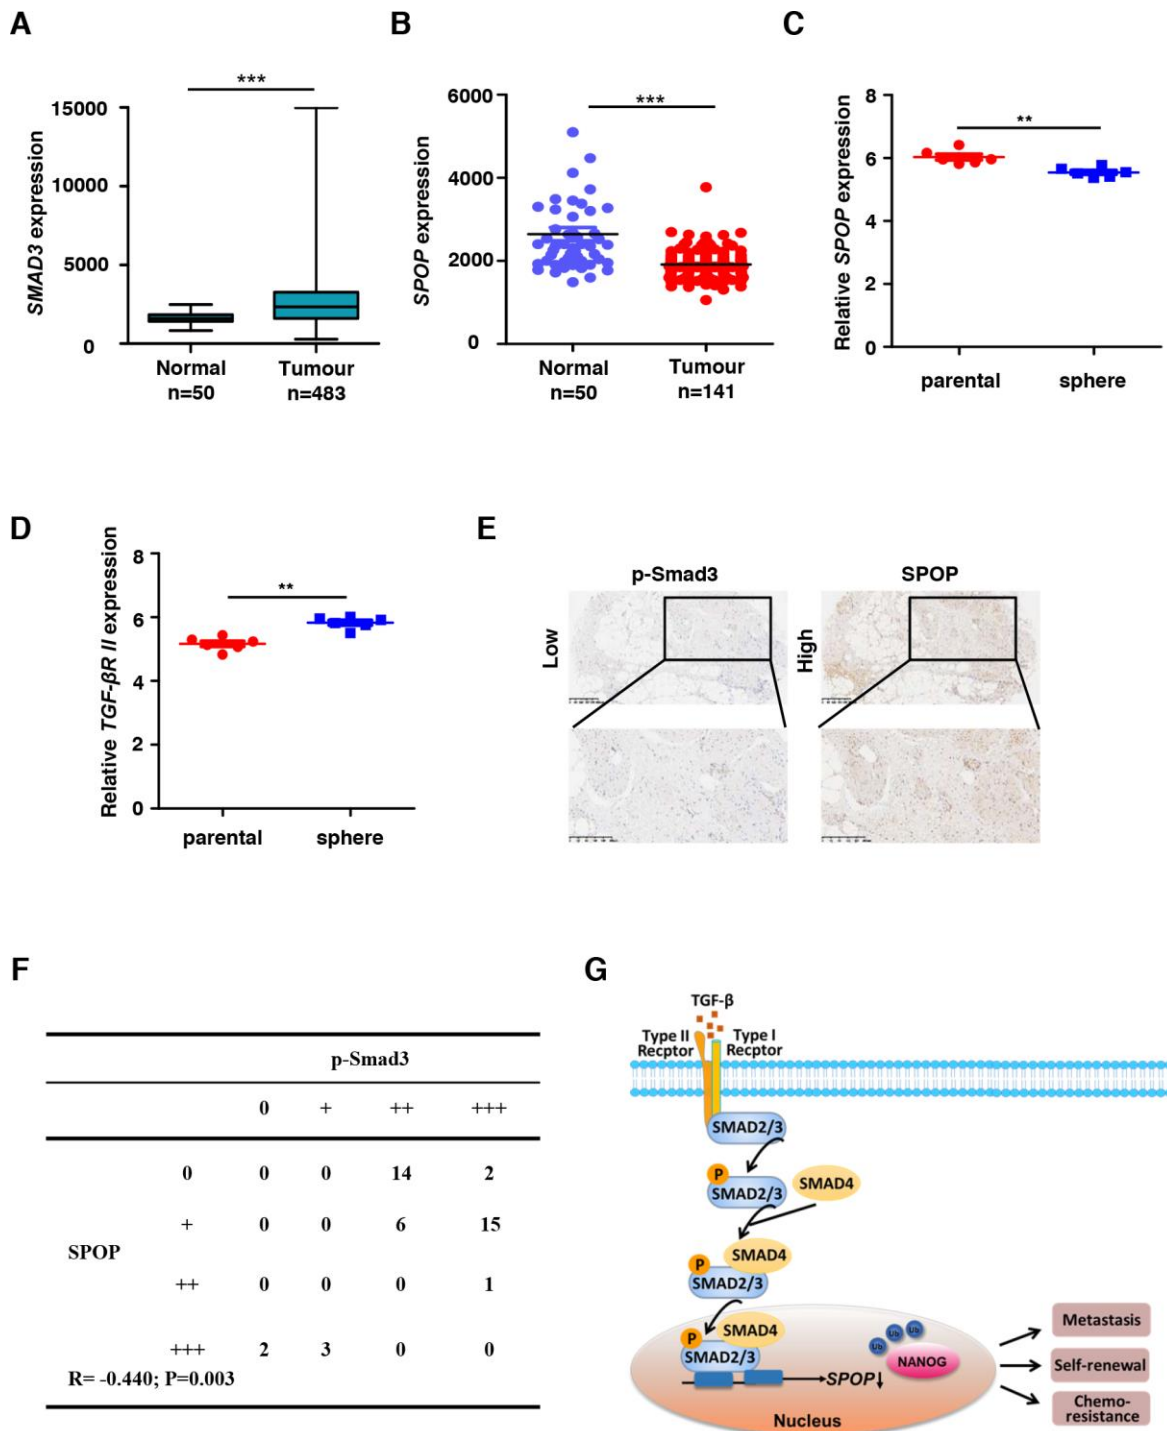 A
***
SMAD3 expression
15000
10000
5000
0
Normal
n=50
Tumour
n=483
B
***
SPOP expression
6000
4000
2000
0
Normal
n=50
Tumour
n=141
C
**
Relative SPOP expression
8
6
4
2
0
parental
sphere
D
**
Relative TGF-βR II expression
8
6
4
2
0
parental
sphere
E
p-Smad3
SPOP
Low
High
F
p-Smad3
0 + ++ +++
0 0 0 14 2
+ 0 0 6 15
SPOP
++ 0 0 0 1
+++ 2 3 0 0
R= -0.440; P=0.003
G
TGF-β
Type II
Recptor
Type I
Recptor
SMAD2/3
P
SMAD2/3
SMAD4
SMAD4
P
SMAD2/3
SMAD4
P
SMAD2/3
SPOP↓
Ub
Ub
Ub
NANOG
Nucleus
Metastasis
Self-renewal
Chemo-
resistance